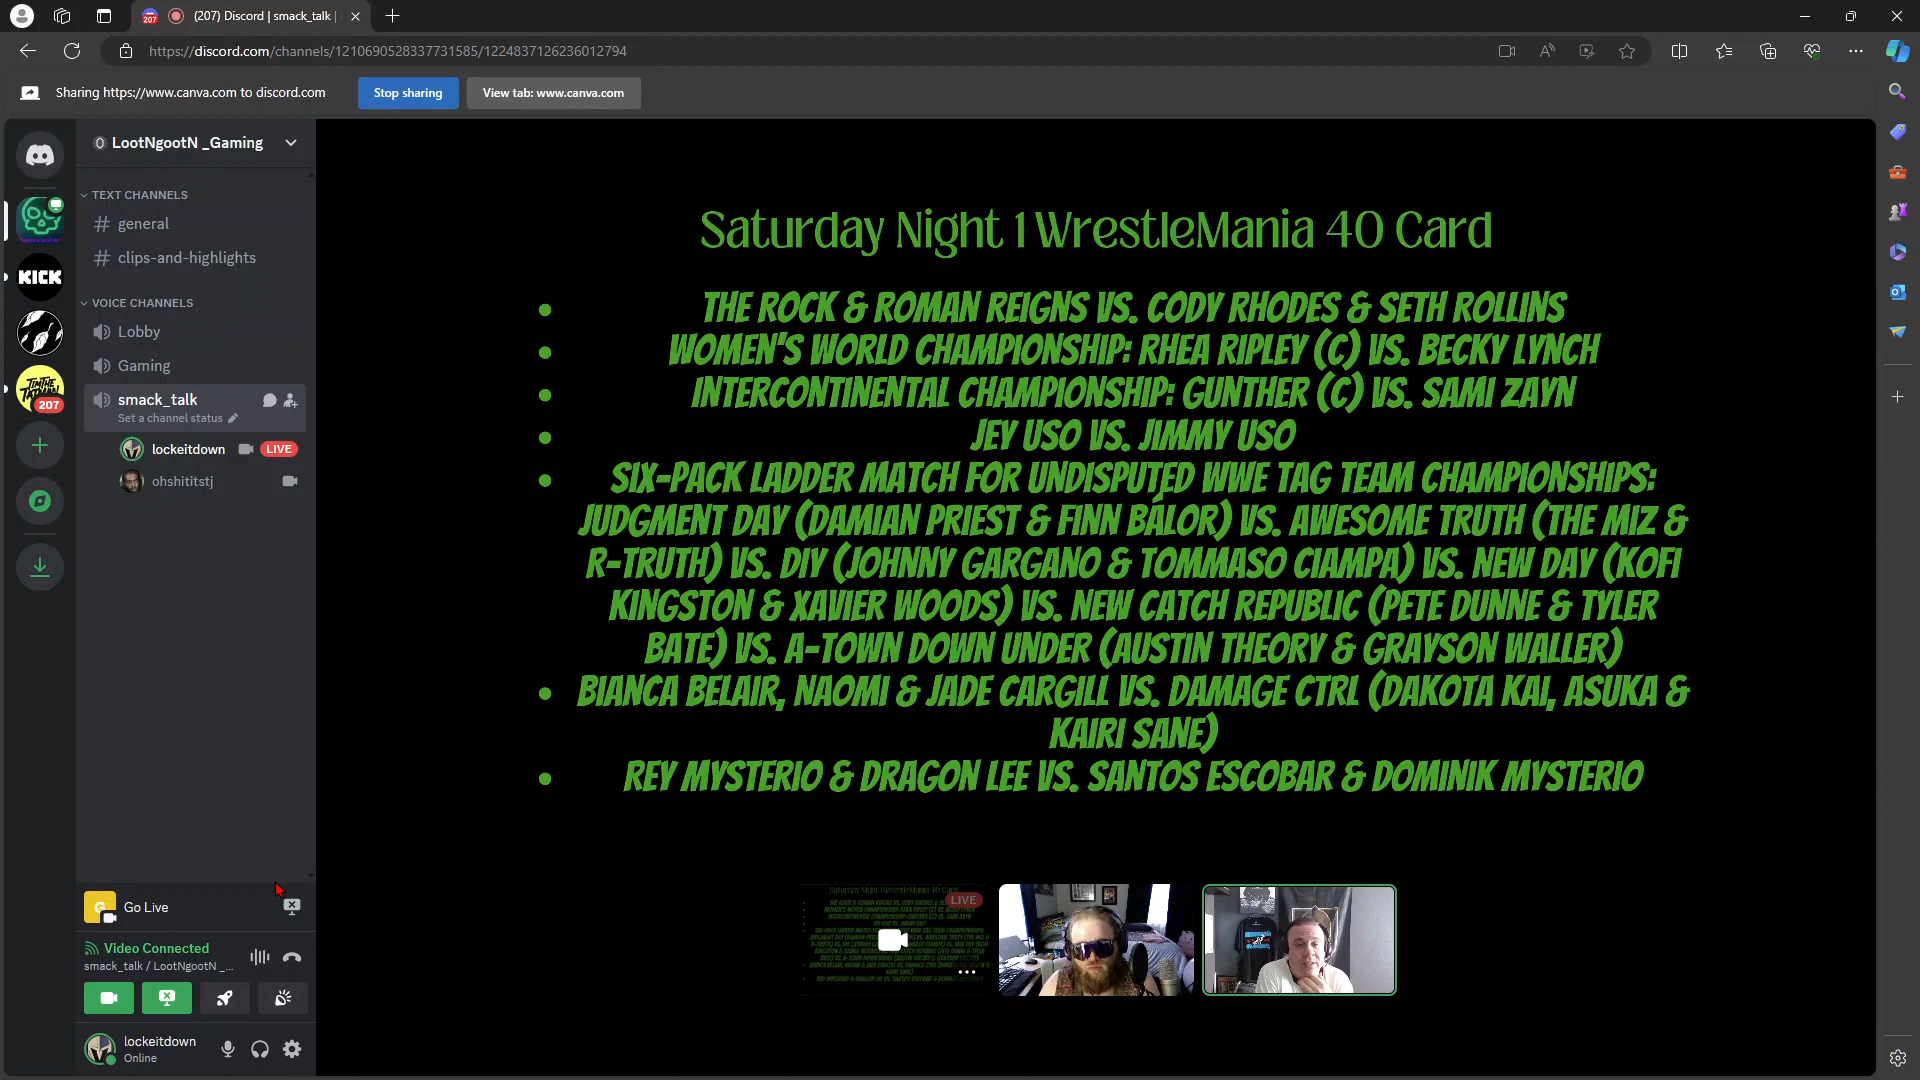 207
(207) Discord | smack_talk |
https://discord.com/channels/1210690528337731585/1224837126236012794
Sharing https://www.canva.com to discord.com
Stop sharing
View tab: www.canva.com
LootNgootN _Gaming
TEXT CHANNELS
general
clips-and-highlights
VOICE CHANNELS
Lobby
Gaming
smack_talk
Set a channel status
lockeitdown
LIVE
ohshititstj
KICK
TIMTHETATMAN
207
Saturday Night 1 WrestleMania 40 Card
THE ROCK & ROMAN REIGNS VS. CODY RHODES & SETH ROLLINS
WOMEN'S WORLD CHAMPIONSHIP: RHEA RIPLEY (C) VS. BECKY LYNCH
INTERCONTINENTAL CHAMPIONSHIP: GUNTHER (C) VS. SAMI ZAYN
JEY USO VS. JIMMY USO
SIX-PACK LADDER MATCH FOR UNDISPUTED WWE TAG TEAM CHAMPIONSHIPS:
JUDGMENT DAY (DAMIAN PRIEST & FINN BÁLOR) VS. AWESOME TRUTH (THE MIZ &
R-TRUTH) VS. DIY (JOHNNY GARGANO & TOMMASO CIAMPA) VS. NEW DAY (KOFI
KINGSTON & XAVIER WOODS) VS. NEW CATCH REPUBLIC (PETE DUNNE & TYLER
BATE) VS. A-TOWN DOWN UNDER (AUSTIN THEORY & GRAYSON WALLER)
BIANCA BELAIR, NAOMI & JADE CARGILL VS. DAMAGE CTRL (DAKOTA KAI, ASUKA &
KAIRI SANE)
REY MYSTERIO & DRAGON LEE VS. SANTOS ESCOBAR & DOMINIK MYSTERIO
LIVE
G
Go Live
Video Connected
smack_talk / LootNgootN _...
lockeitdown
Online